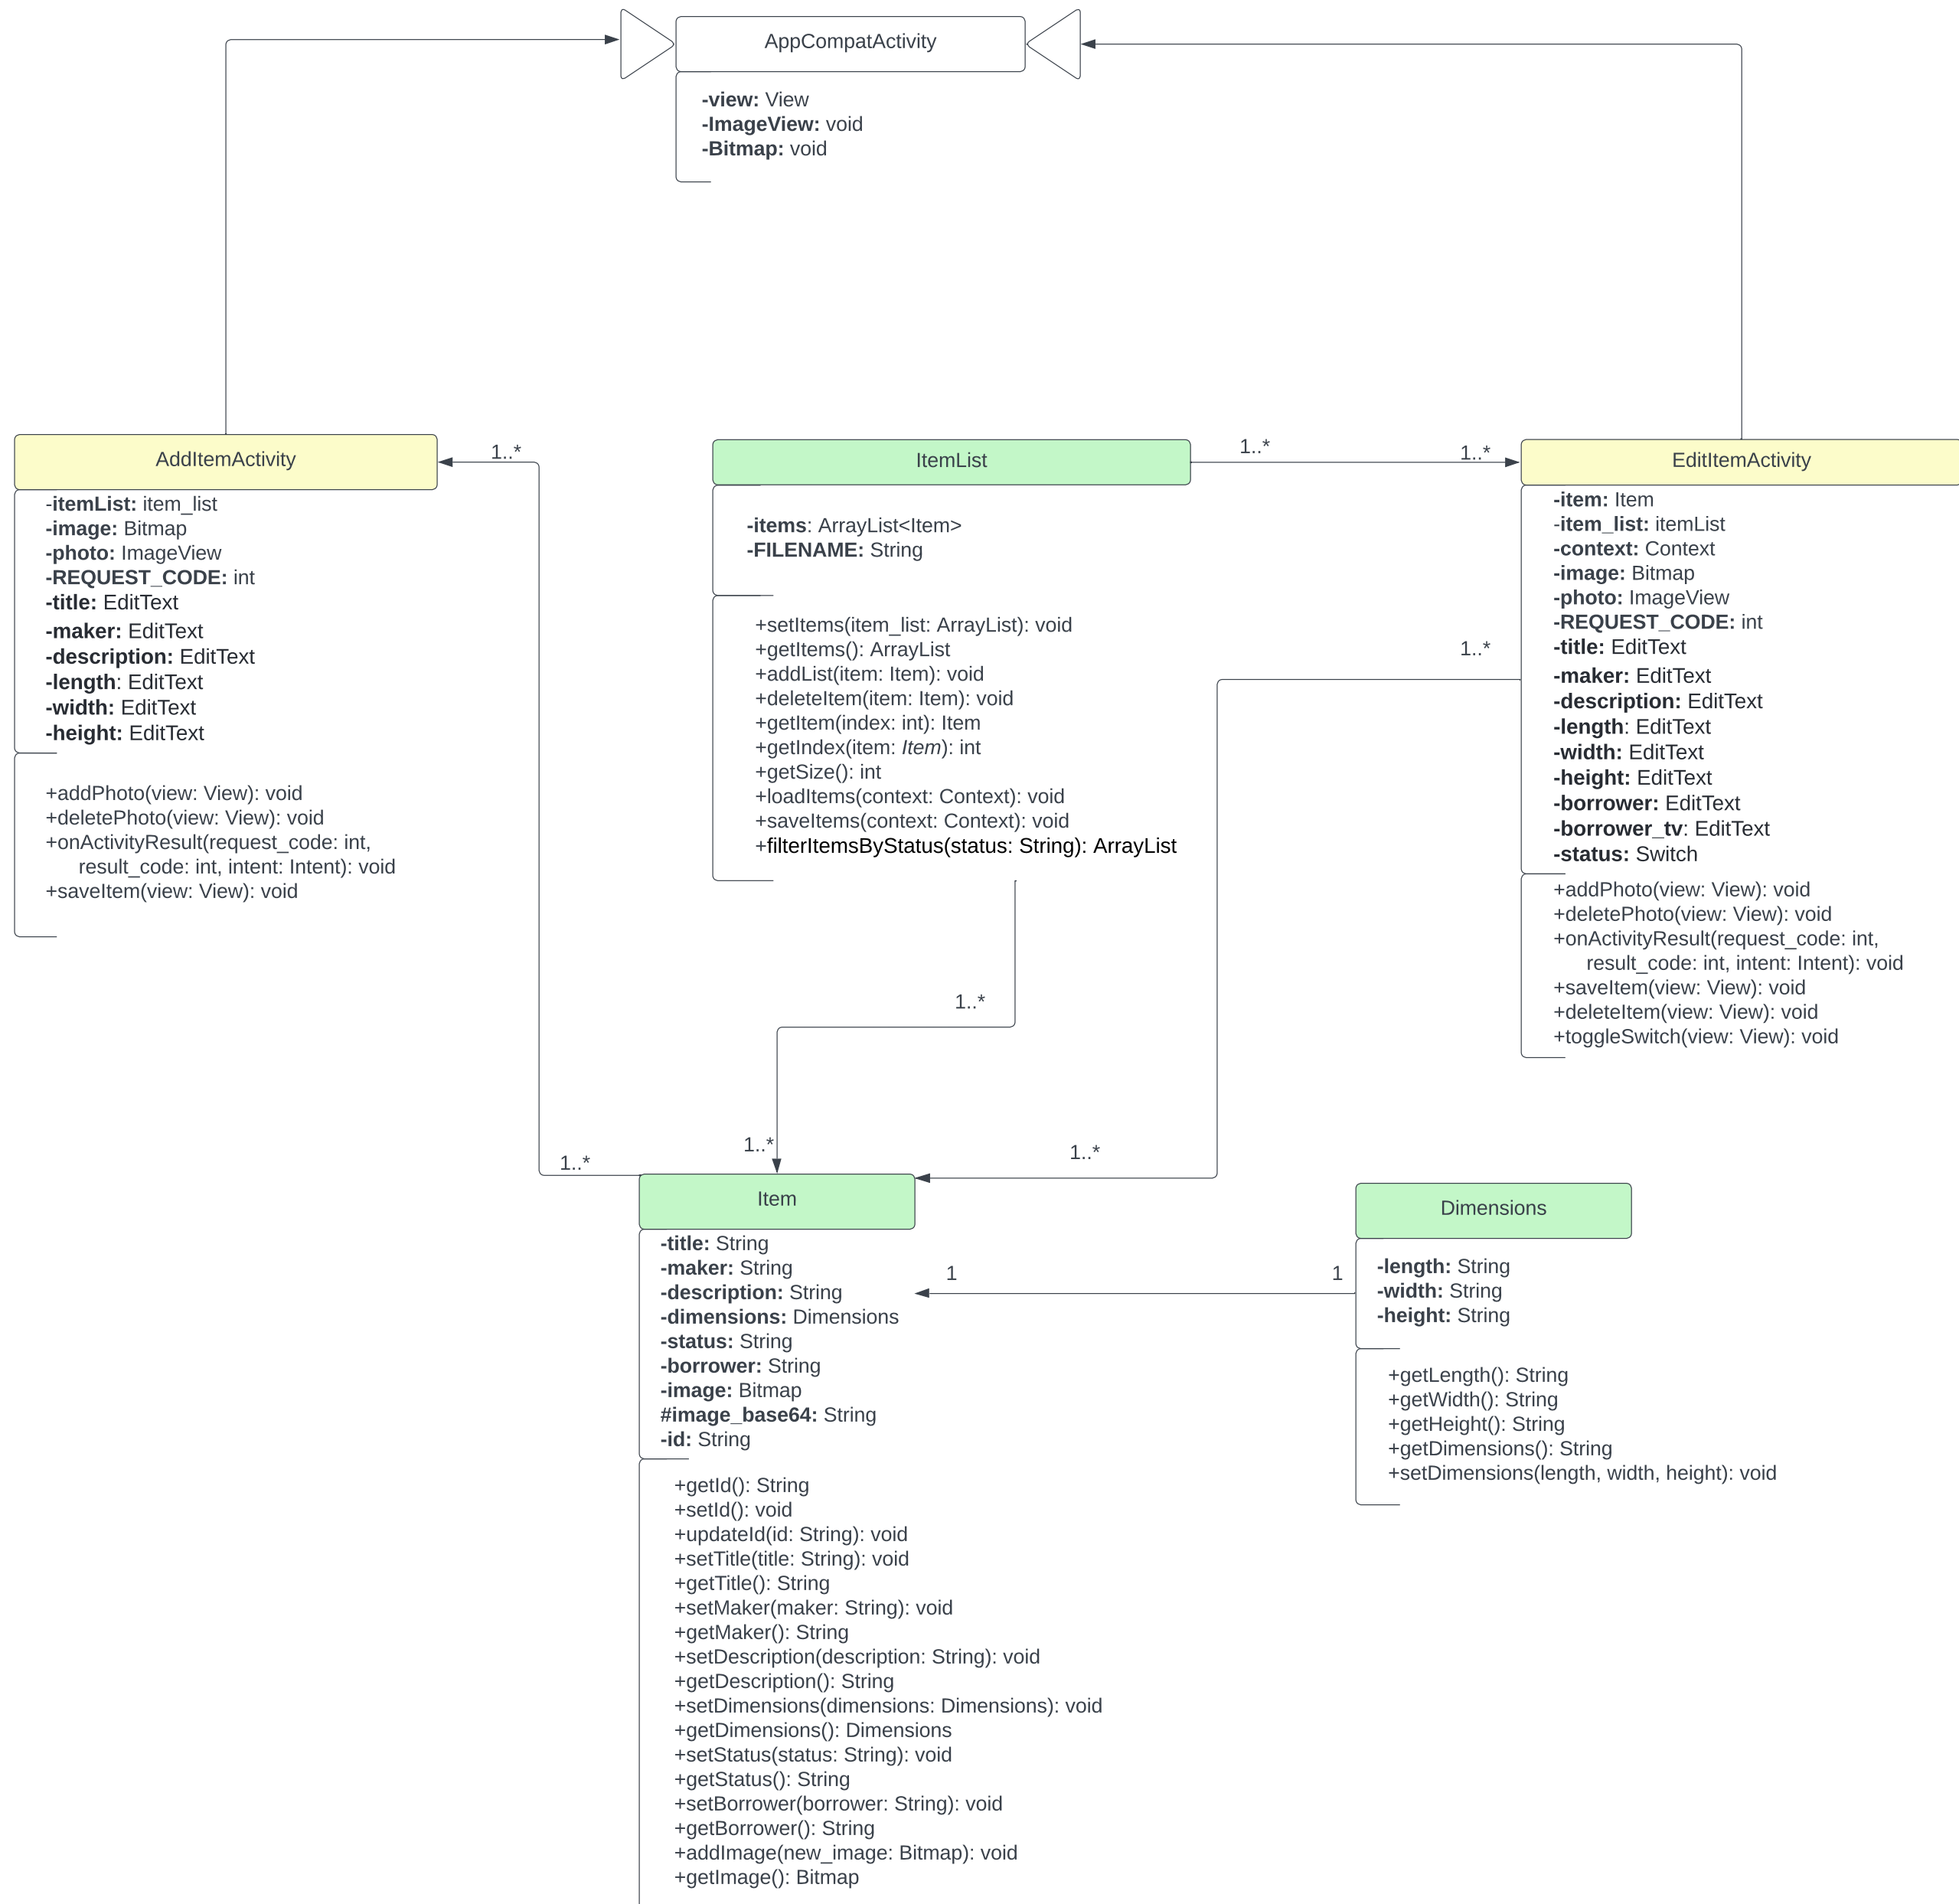 AppCompatActivity
-view: View
-ImageView: void
-Bitmap: void
AddItemActivity
-itemList: item_list
-image: Bitmap
-photo: ImageView
-REQUEST_CODE: int
-title: EditText
-maker: EditText
-description: EditText
-length: EditText
-width: EditText
-height: EditText
+addPhoto(view: View): void
+deletePhoto(view: View): void
+onActivityResult(request_code: int,
result_code: int, intent: Intent): void
+saveItem(view: View): void
1..*
ItemList
-items: ArrayList<Item>
-FILENAME: String
+setItems(item_list: ArrayList): void
+getItems(): ArrayList
+addList(item: Item): void
+deleteItem(item: Item): void
+getItem(index: int): Item
+getIndex(item: Item): int
+getSize(): int
+loadItems(context: Context): void
+saveItems(context: Context): void
+filterItemsByStatus(status: String): ArrayList
1..*
1..*
EditItemActivity
-item: Item
-item_list: itemList
-context: Context
-image: Bitmap
-photo: ImageView
-REQUEST_CODE: int
-title: EditText
-maker: EditText
-description: EditText
-length: EditText
-width: EditText
-height: EditText
-borrower: EditText
-borrower_tv: EditText
-status: Switch
+addPhoto(view: View): void
+deletePhoto(view: View): void
+onActivityResult(request_code: int,
result_code: int, intent: Intent): void
+saveItem(view: View): void
+deleteItem(view: View): void
+toggleSwitch(view: View): void
1..*
1..*
1..*
1..*
1..*
Item
-title: String
-maker: String
-description: String
-dimensions: Dimensions
-status: String
-borrower: String
-image: Bitmap
#image_base64: String
-id: String
+getId(): String
+setId(): void
+updateId(id: String): void
+setTitle(title: String): void
+getTitle(): String
+setMaker(maker: String): void
+getMaker(): String
+setDescription(description: String): void
+getDescription(): String
+setDimensions(dimensions: Dimensions): void
+getDimensions(): Dimensions
+setStatus(status: String): void
+getStatus(): String
+setBorrower(borrower: String): void
+getBorrower(): String
+addImage(new_image: Bitmap): void
+getImage(): Bitmap
1
1
Dimensions
-length: String
-width: String
-height: String
+getLength(): String
+getWidth(): String
+getHeight(): String
+getDimensions(): String
+setDimensions(length, width, height): void